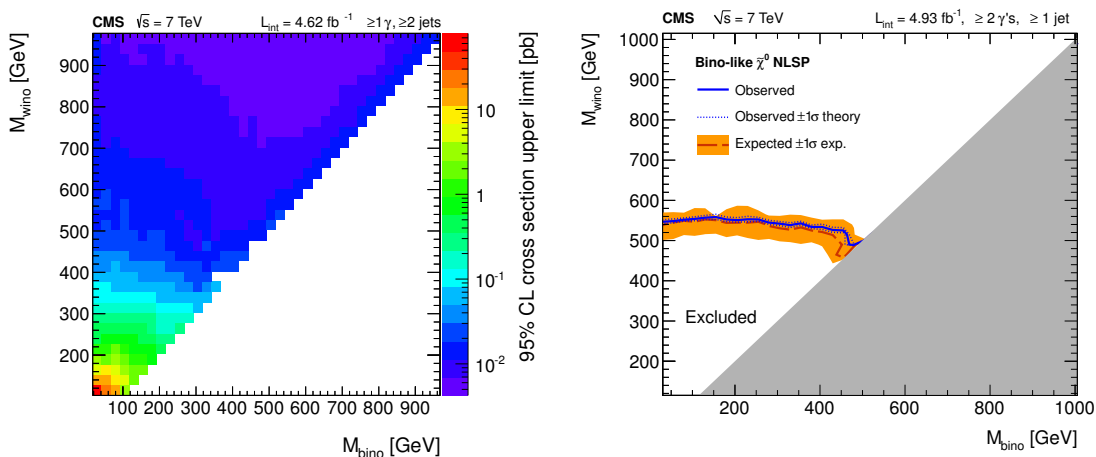 CMS √s = 7 TeV L_int = 4.62 fb⁻¹ ≥1γ, ≥2 jets
M_wino [GeV]
900
800
700
600
500
400
300
200
100 200 300 400 500 600 700 800 900
M_bino [GeV]
10
1
10⁻¹
10⁻²
95% CL cross section upper limit [pb]
CMS √s = 7 TeV L_int = 4.93 fb⁻¹, ≥ 2 γ's, ≥ 1 jet
M_wino [GeV]
1000
900
800
700
600
500
400
300
200
Bino-like χ̃⁰ NLSP
Observed
Observed ±1σ theory
Expected ±1σ exp.
Excluded
200 400 600 800 1000
M_bino [GeV]